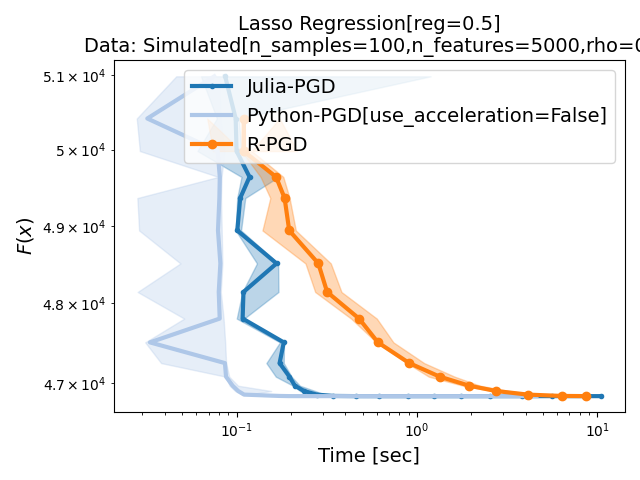 Lasso Regression[reg=0.5]
Data: Simulated[n_samples=100,n_features=5000,rho=0
Julia-PGD
Python-PGD[use_acceleration=False]
R-PGD
5.1 × 10⁴
5 × 10⁴
4.9 × 10⁴
4.8 × 10⁴
4.7 × 10⁴
F(x)
10⁻¹
10⁰
10¹
Time [sec]